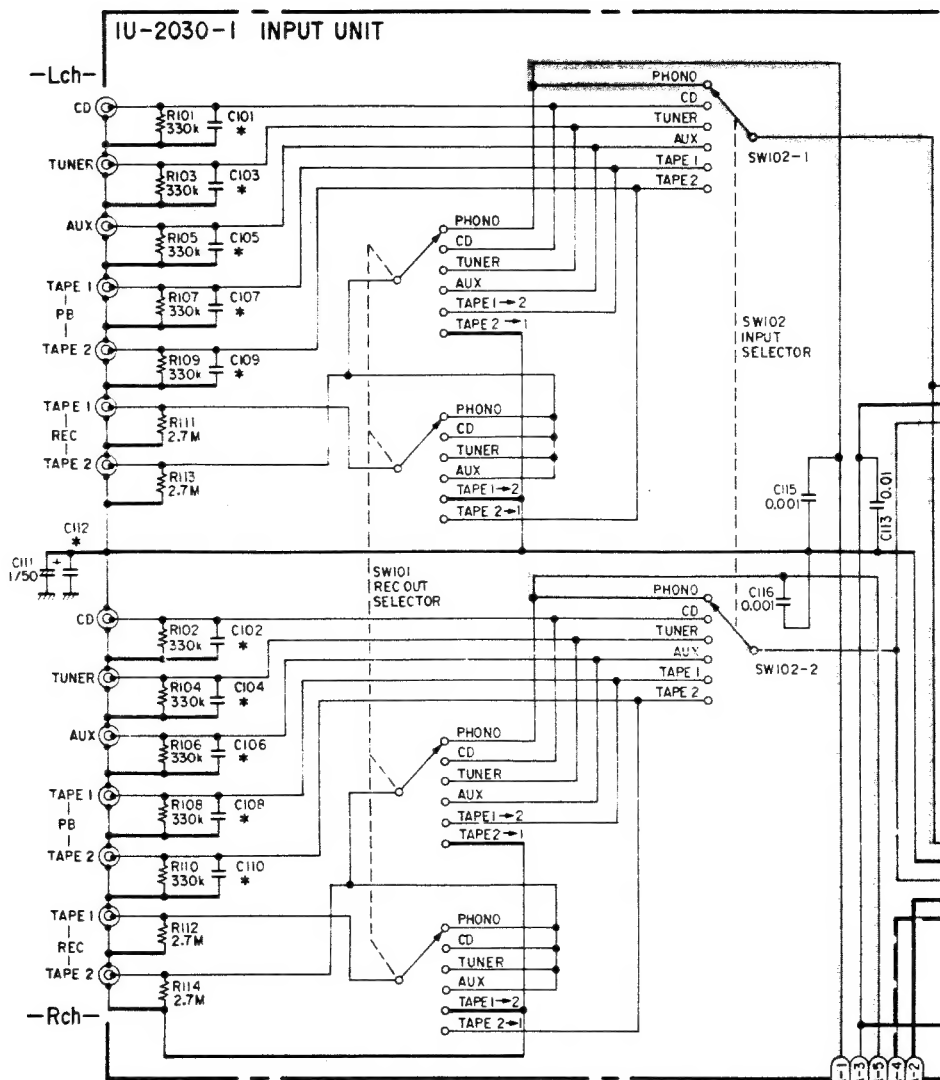 IU-2030-1 INPUT UNIT
-Lch-
CD
R101
330k
C101
*
TUNER
R103
330k
C103
*
AUX
R105
330k
C105
*
TAPE 1
PB
R107
330k
C107
*
TAPE 2
R109
330k
C109
*
TAPE 1
REC
R111
2.7M
TAPE 2
R113
2.7M
PHONO
CD
TUNER
AUX
TAPE 1
TAPE 2
SW102-1
PHONO
CD
TUNER
AUX
TAPE1→2
TAPE 2→1
SW102
INPUT
SELECTOR
PHONO
CD
TUNER
AUX
TAPE1→2
TAPE 2→1
C115
0.001
C113
0.01
C112
*
C111
1/50
+
SW101
REC OUT
SELECTOR
C116
0.001
CD
R102
330k
C102
*
TUNER
R104
330k
C104
*
AUX
R106
330k
C106
*
TAPE 1
PB
R108
330k
C108
*
TAPE 2
R110
330k
C110
*
TAPE 1
REC
R112
2.7M
TAPE 2
R114
2.7M
-Rch-
PHONO
CD
TUNER
AUX
TAPE 1
TAPE 2
SW102-2
PHONO
CD
TUNER
AUX
TAPE1→2
TAPE2→1
PHONO
CD
TUNER
AUX
TAPE1→2
TAPE 2→1
-1
-3
-5
-4
-2